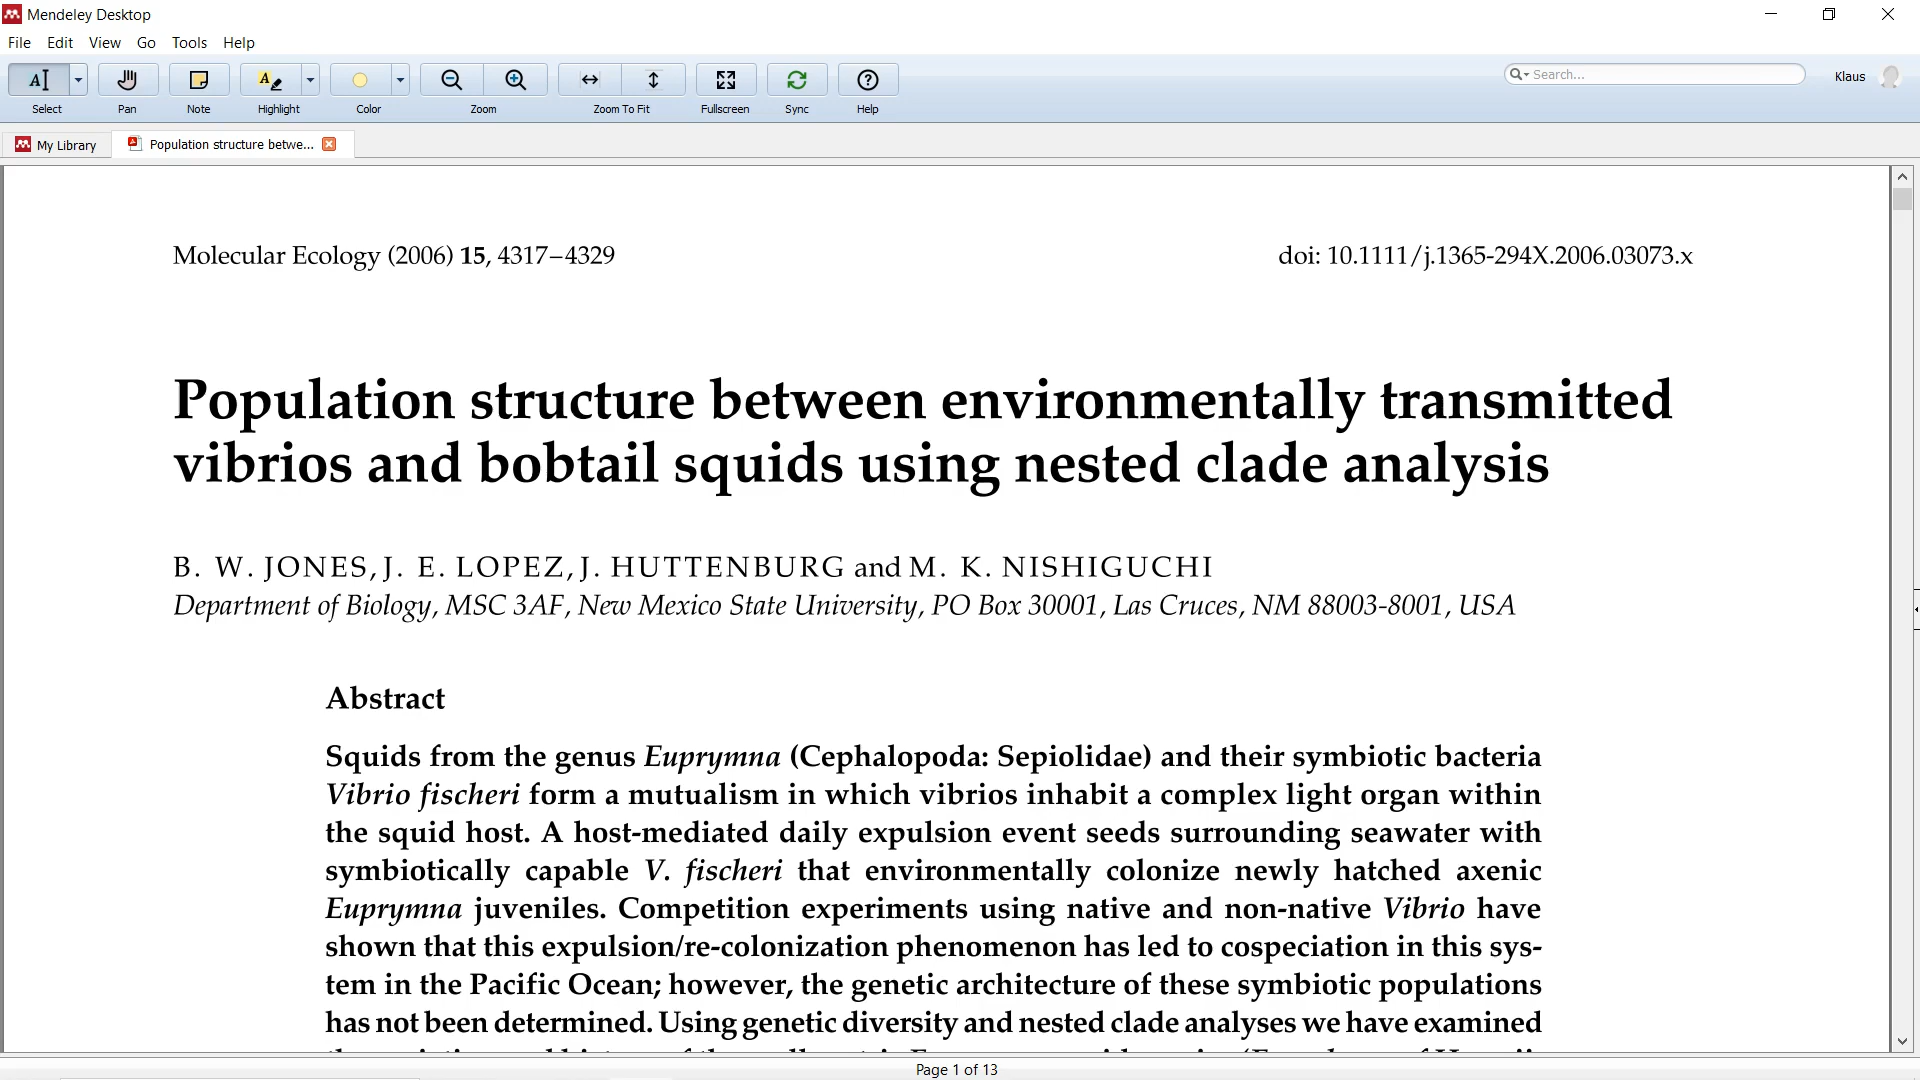 Mendeley Desktop
File Edit View Go Tools Help
Select Pan Note Highlight Color Zoom Zoom To Fit Fullscreen Sync Help
Search...
Klaus
My Library Population structure betwe...
Molecular Ecology (2006) 15, 4317–4329 doi: 10.1111/j.1365-294X.2006.03073.x
Population structure between environmentally transmitted
vibrios and bobtail squids using nested clade analysis
B. W. JONES, J. E. LOPEZ, J. HUTTENBURG and M. K. NISHIGUCHI
Department of Biology, MSC 3AF, New Mexico State University, PO Box 30001, Las Cruces, NM 88003-8001, USA
Abstract
Squids from the genus Euprymna (Cephalopoda: Sepiolidae) and their symbiotic bacteria
Vibrio fischeri form a mutualism in which vibrios inhabit a complex light organ within
the squid host. A host-mediated daily expulsion event seeds surrounding seawater with
symbiotically capable V. fischeri that environmentally colonize newly hatched axenic
Euprymna juveniles. Competition experiments using native and non-native Vibrio have
shown that this expulsion/re-colonization phenomenon has led to cospeciation in this sys-
tem in the Pacific Ocean; however, the genetic architecture of these symbiotic populations
has not been determined. Using genetic diversity and nested clade analyses we have examined
Page 1 of 13